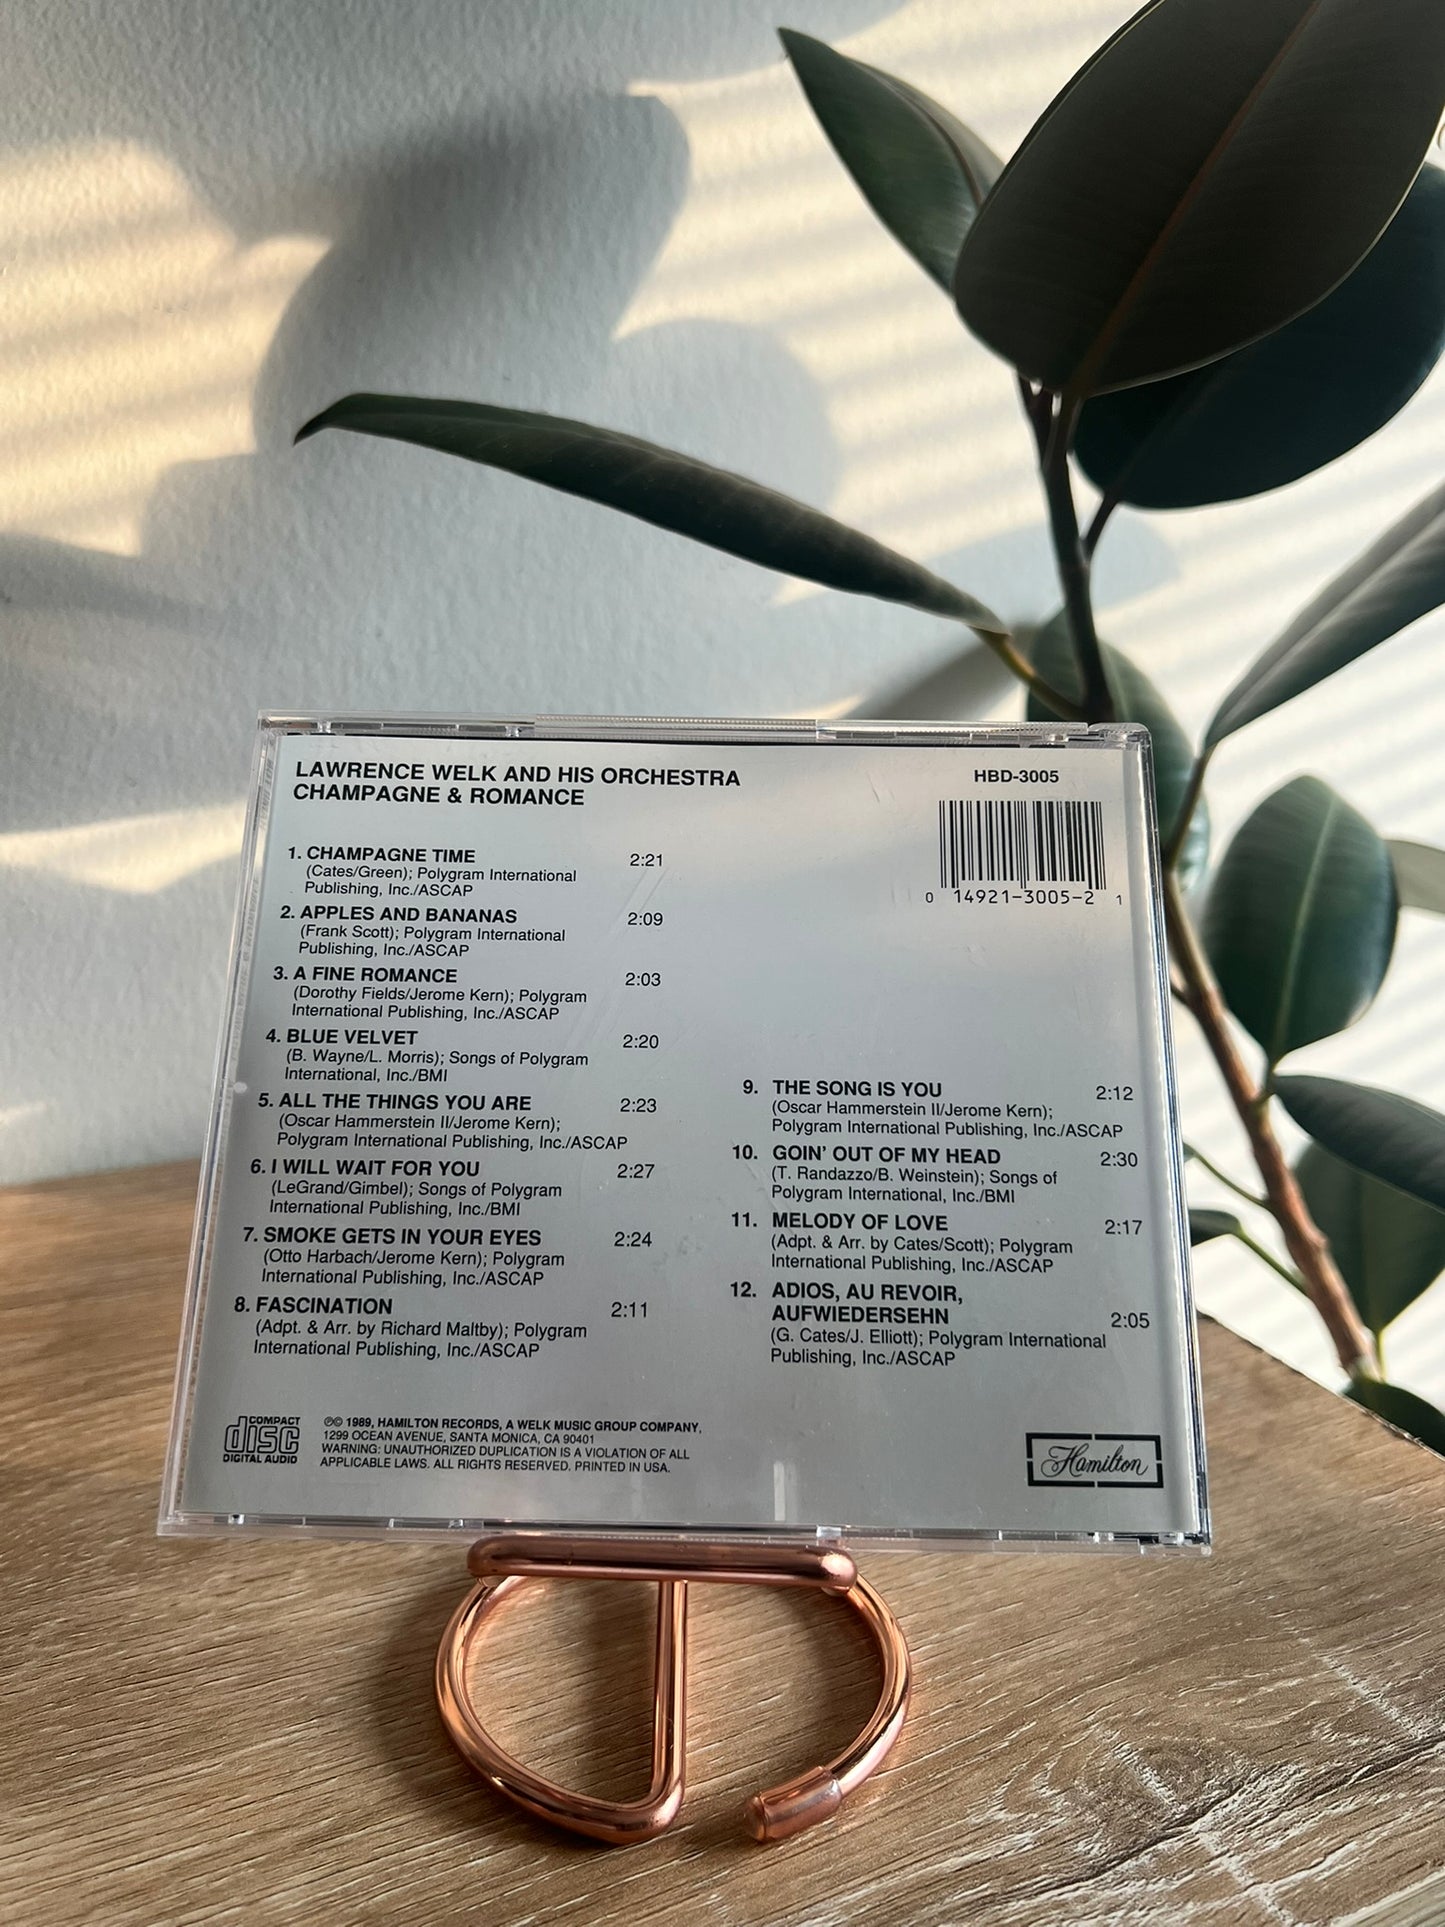 LAWRENCE WELK AND HIS ORCHESTRA
CHAMPAGNE & ROMANCE
HBD-3005
0 14921-3005-2 1
1. CHAMPAGNE TIME 2:21
(Cates/Green); Polygram International
Publishing, Inc./ASCAP
2. APPLES AND BANANAS 2:09
(Frank Scott); Polygram International
Publishing, Inc./ASCAP
3. A FINE ROMANCE 2:03
(Dorothy Fields/Jerome Kern); Polygram
International Publishing, Inc./ASCAP
4. BLUE VELVET 2:20
(B. Wayne/L. Morris); Songs of Polygram
International, Inc./BMI
5. ALL THE THINGS YOU ARE 2:23
(Oscar Hammerstein II/Jerome Kern);
Polygram International Publishing, Inc./ASCAP
6. I WILL WAIT FOR YOU 2:27
(LeGrand/Gimbel); Songs of Polygram
International Publishing, Inc./BMI
7. SMOKE GETS IN YOUR EYES 2:24
(Otto Harbach/Jerome Kern); Polygram
International Publishing, Inc./ASCAP
8. FASCINATION 2:11
(Adpt. & Arr. by Richard Maltby); Polygram
International Publishing, Inc./ASCAP
9. THE SONG IS YOU 2:12
(Oscar Hammerstein II/Jerome Kern);
Polygram International Publishing, Inc./ASCAP
10. GOIN' OUT OF MY HEAD 2:30
(T. Randazzo/B. Weinstein); Songs of
Polygram International, Inc./BMI
11. MELODY OF LOVE 2:17
(Adpt. & Arr. by Cates/Scott); Polygram
International Publishing, Inc./ASCAP
12. ADIOS, AU REVOIR,
AUFWIEDERSEHN 2:05
(G. Cates/J. Elliott); Polygram International
Publishing, Inc./ASCAP
COMPACT
disc
DIGITAL AUDIO
℗© 1989, HAMILTON RECORDS, A WELK MUSIC GROUP COMPANY,
1299 OCEAN AVENUE, SANTA MONICA, CA 90401
WARNING: UNAUTHORIZED DUPLICATION IS A VIOLATION OF ALL
APPLICABLE LAWS. ALL RIGHTS RESERVED. PRINTED IN USA.
Hamilton